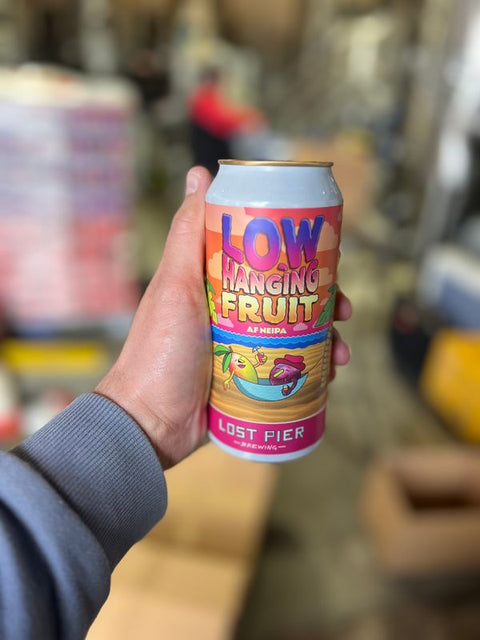 LOW
HANGING
FRUIT
AF NEIPA
LOST PIER
BREWING